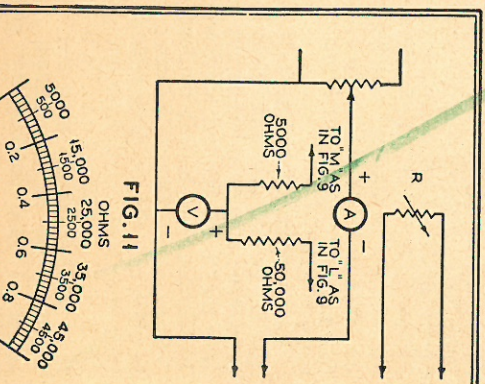 R
+ A -
TO "M" AS
IN FIG. 9
TO "L" AS
IN FIG. 9
5000
OHMS
50,000
OHMS
+
V
-
FIG. 11
OHMS
5000 15,000 25,000 35,000 45,000
500 1500 2500 3500 4500
0.2 0.4 0.6 0.8